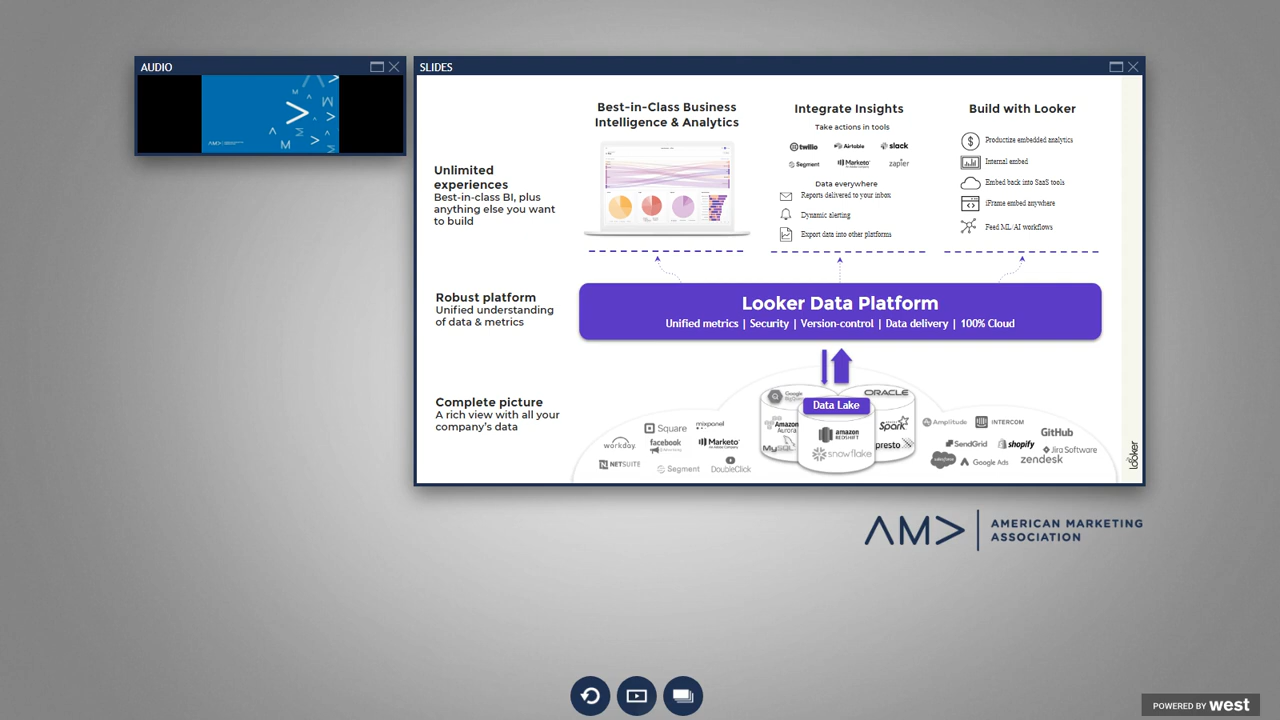 AUDIO
SLIDES
Best-in-Class Business
Intelligence & Analytics
Integrate Insights
Take actions in tools
twilio
Airtable
slack
Segment
Marketo
zapier
Data everywhere
Reports delivered to your inbox
Dynamic alerting
Export data into other platforms
Build with Looker
$
Productize embedded analytics
Internal embed
Embed back into SaaS tools
iFrame embed anywhere
Feed ML AI workflows
Unlimited
experiences
Best-in-class BI, plus
anything else you want
to build
Robust platform
Unified understanding
of data & metrics
Looker Data Platform
Unified metrics | Security | Version-control | Data delivery | 100% Cloud
Complete picture
A rich view with all your
company's data
Square
mixpanel
workday.
facebook
Marketo
NETSUITE
Segment
DoubleClick
Google
ORACLE
Data Lake
Amazon
Aurora
MySQL
amazon
REDSHIFT
snowflake
Spark
presto
Amplitude
INTERCOM
GitHub
SendGrid
shopify
Jira Software
salesforce
Google Ads
zendesk
looker
AMA
AMERICAN MARKETING
ASSOCIATION
POWERED BY west